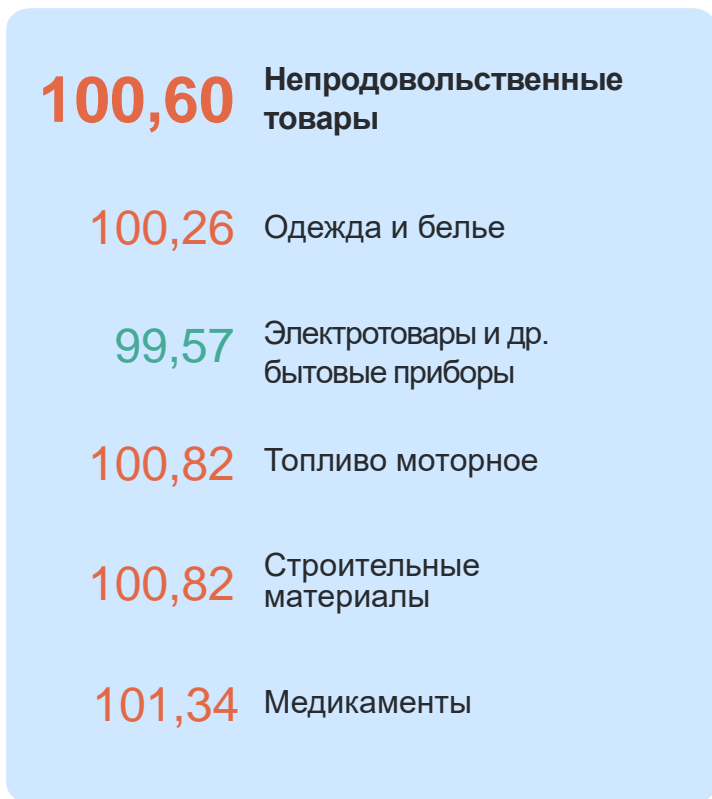 100,60 Непродовольственные
товары
100,26 Одежда и белье
99,57 Электротовары и др.
бытовые приборы
100,82 Топливо моторное
100,82 Строительные
материалы
101,34 Медикаменты